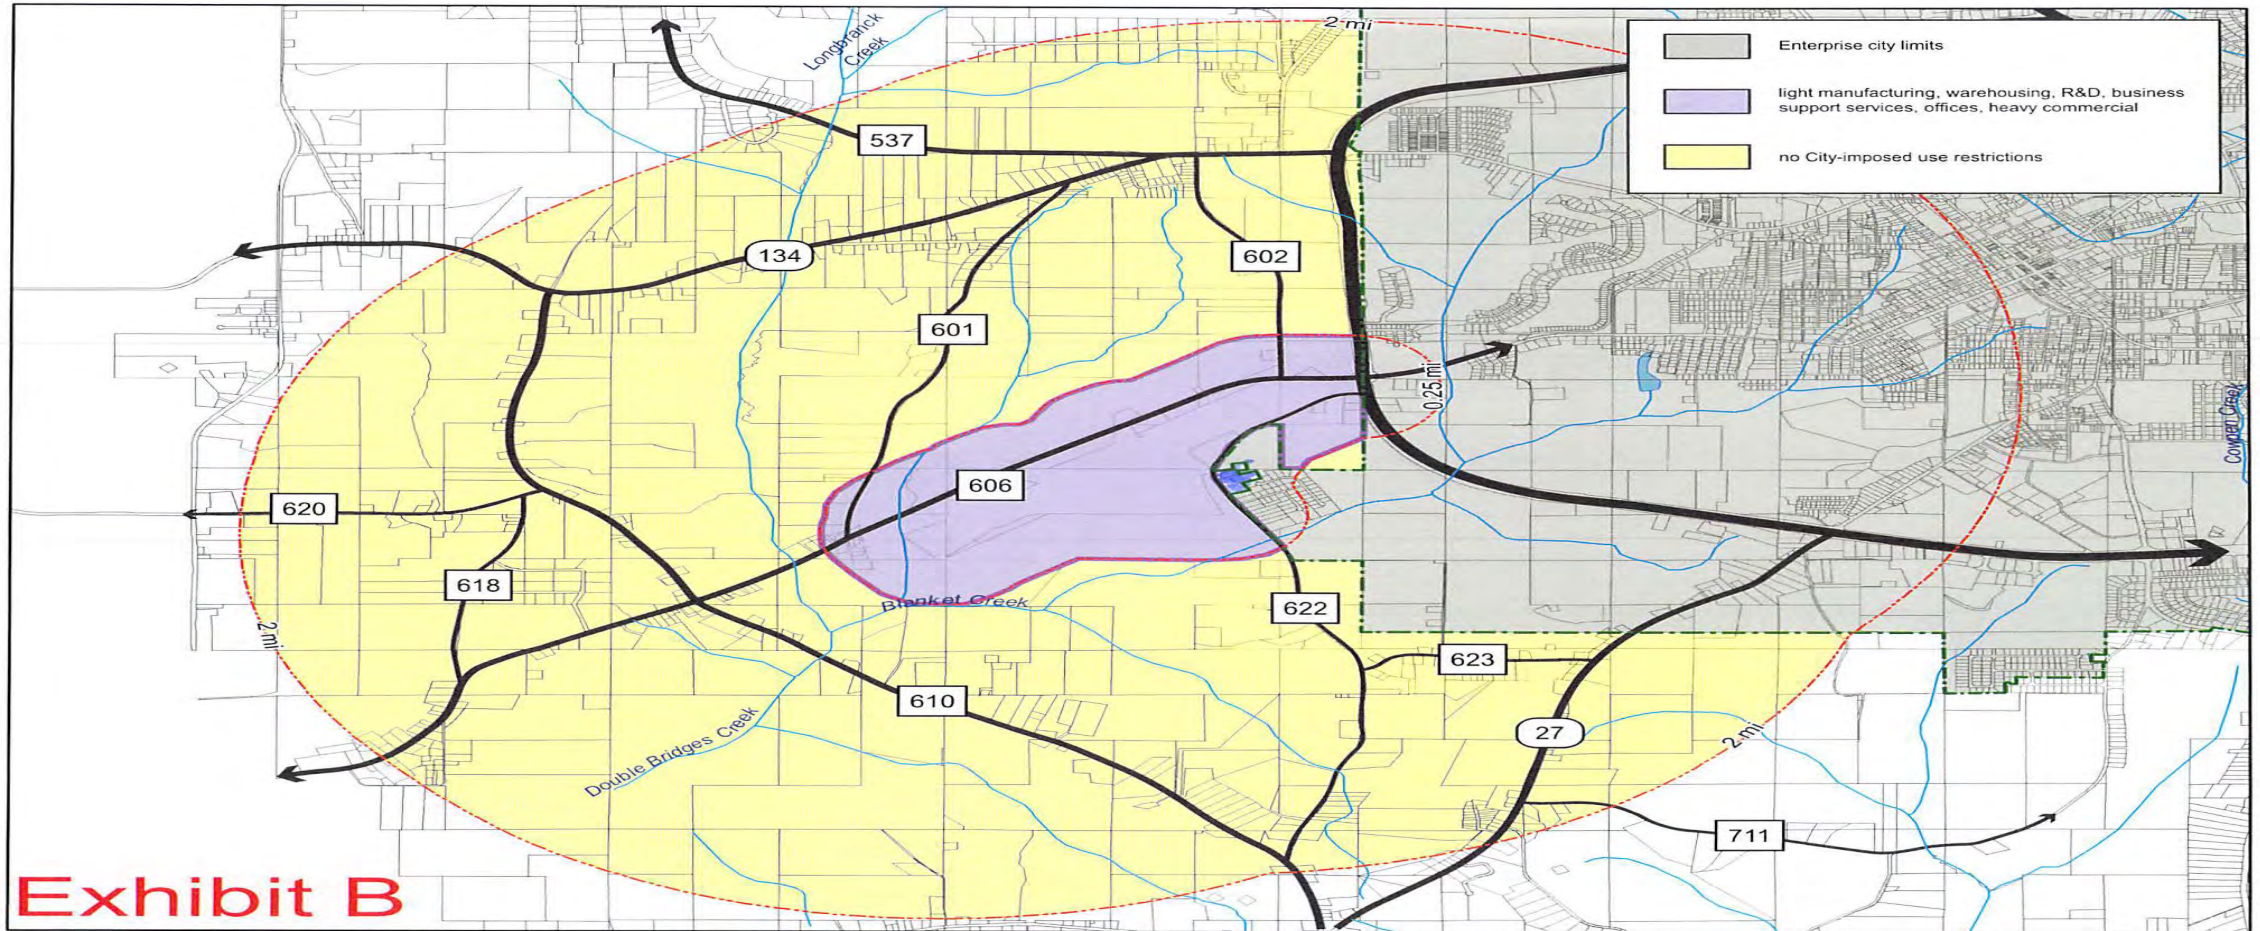 2 mi
Longbranck
Creek
Enterprise city limits
light manufacturing, warehousing, R&D, business
support services, offices, heavy commercial
no City-imposed use restrictions
537
134
602
601
0.25 mi
Cowpen Creek
606
620
618
Blanket Creek
622
2 mi
623
610
27
2 mi
Double Bridges Creek
711
Exhibit B